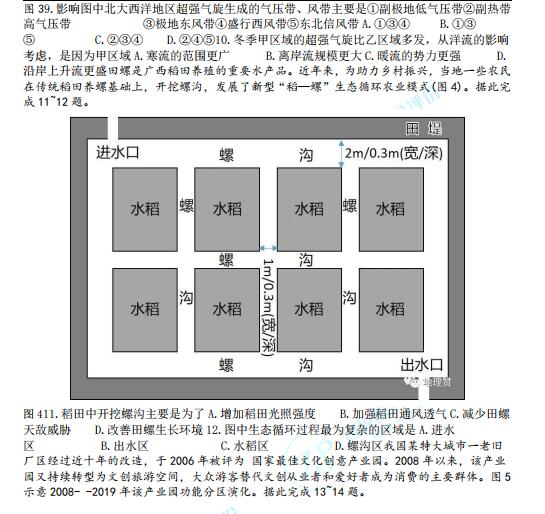 图 39.影响图中北大西洋地区超强气旋生成的气压带、风带主要是①副极地低气压带②副热带
高气压带 ③极地东风带④盛行西风带⑤东北信风带 A.①③④ B.①③
⑤ C.②③④ D.②④⑤10. 冬季甲区域的超强气旋比乙区域多发，从洋流的影响
考虑，是因为甲区域 A.寒流的范围更广 B.离岸流规模更大 C.暖流的势力更强 D.
沿岸上升流更盛田螺是广西稻田养殖的重要水产品。近年来，为助力乡村振兴，当地一些农民
在传统稻田养螺基础上，开挖螺沟，发展了新型“稻—螺”生态循环农业模式(图 4)。据此完
成 11~12 题。
田 堤
进水口 螺 沟 2m/0.3m(宽/深)
水稻 螺 水稻 水稻 螺 水稻
螺 沟
水稻 沟 水稻 1m/0.3m(宽/深) 水稻 沟 水稻
螺 沟 出水口
地理贺
图 411.稻田中开挖螺沟主要是为了 A.增加稻田光照强度 B.加强稻田通风透气 C.减少田螺
天敌威胁 D.改善田螺生长环境 12.图中生态循环过程最为复杂的区域是 A.进水
区 B.出水区 C.水稻区 D.螺沟区我国某特大城市一老旧
厂区经过近十年的改造，于 2006 年被评为 国家最佳文化创意产业园。2008 年以来，该产业
园又持续转型为文创旅游空间，大众游客替代文创从业者和爱好者成为消费的主要群体。图 5
示意 2008- -2019 年该产业园功能分区演化。据此完成 13~14 题。